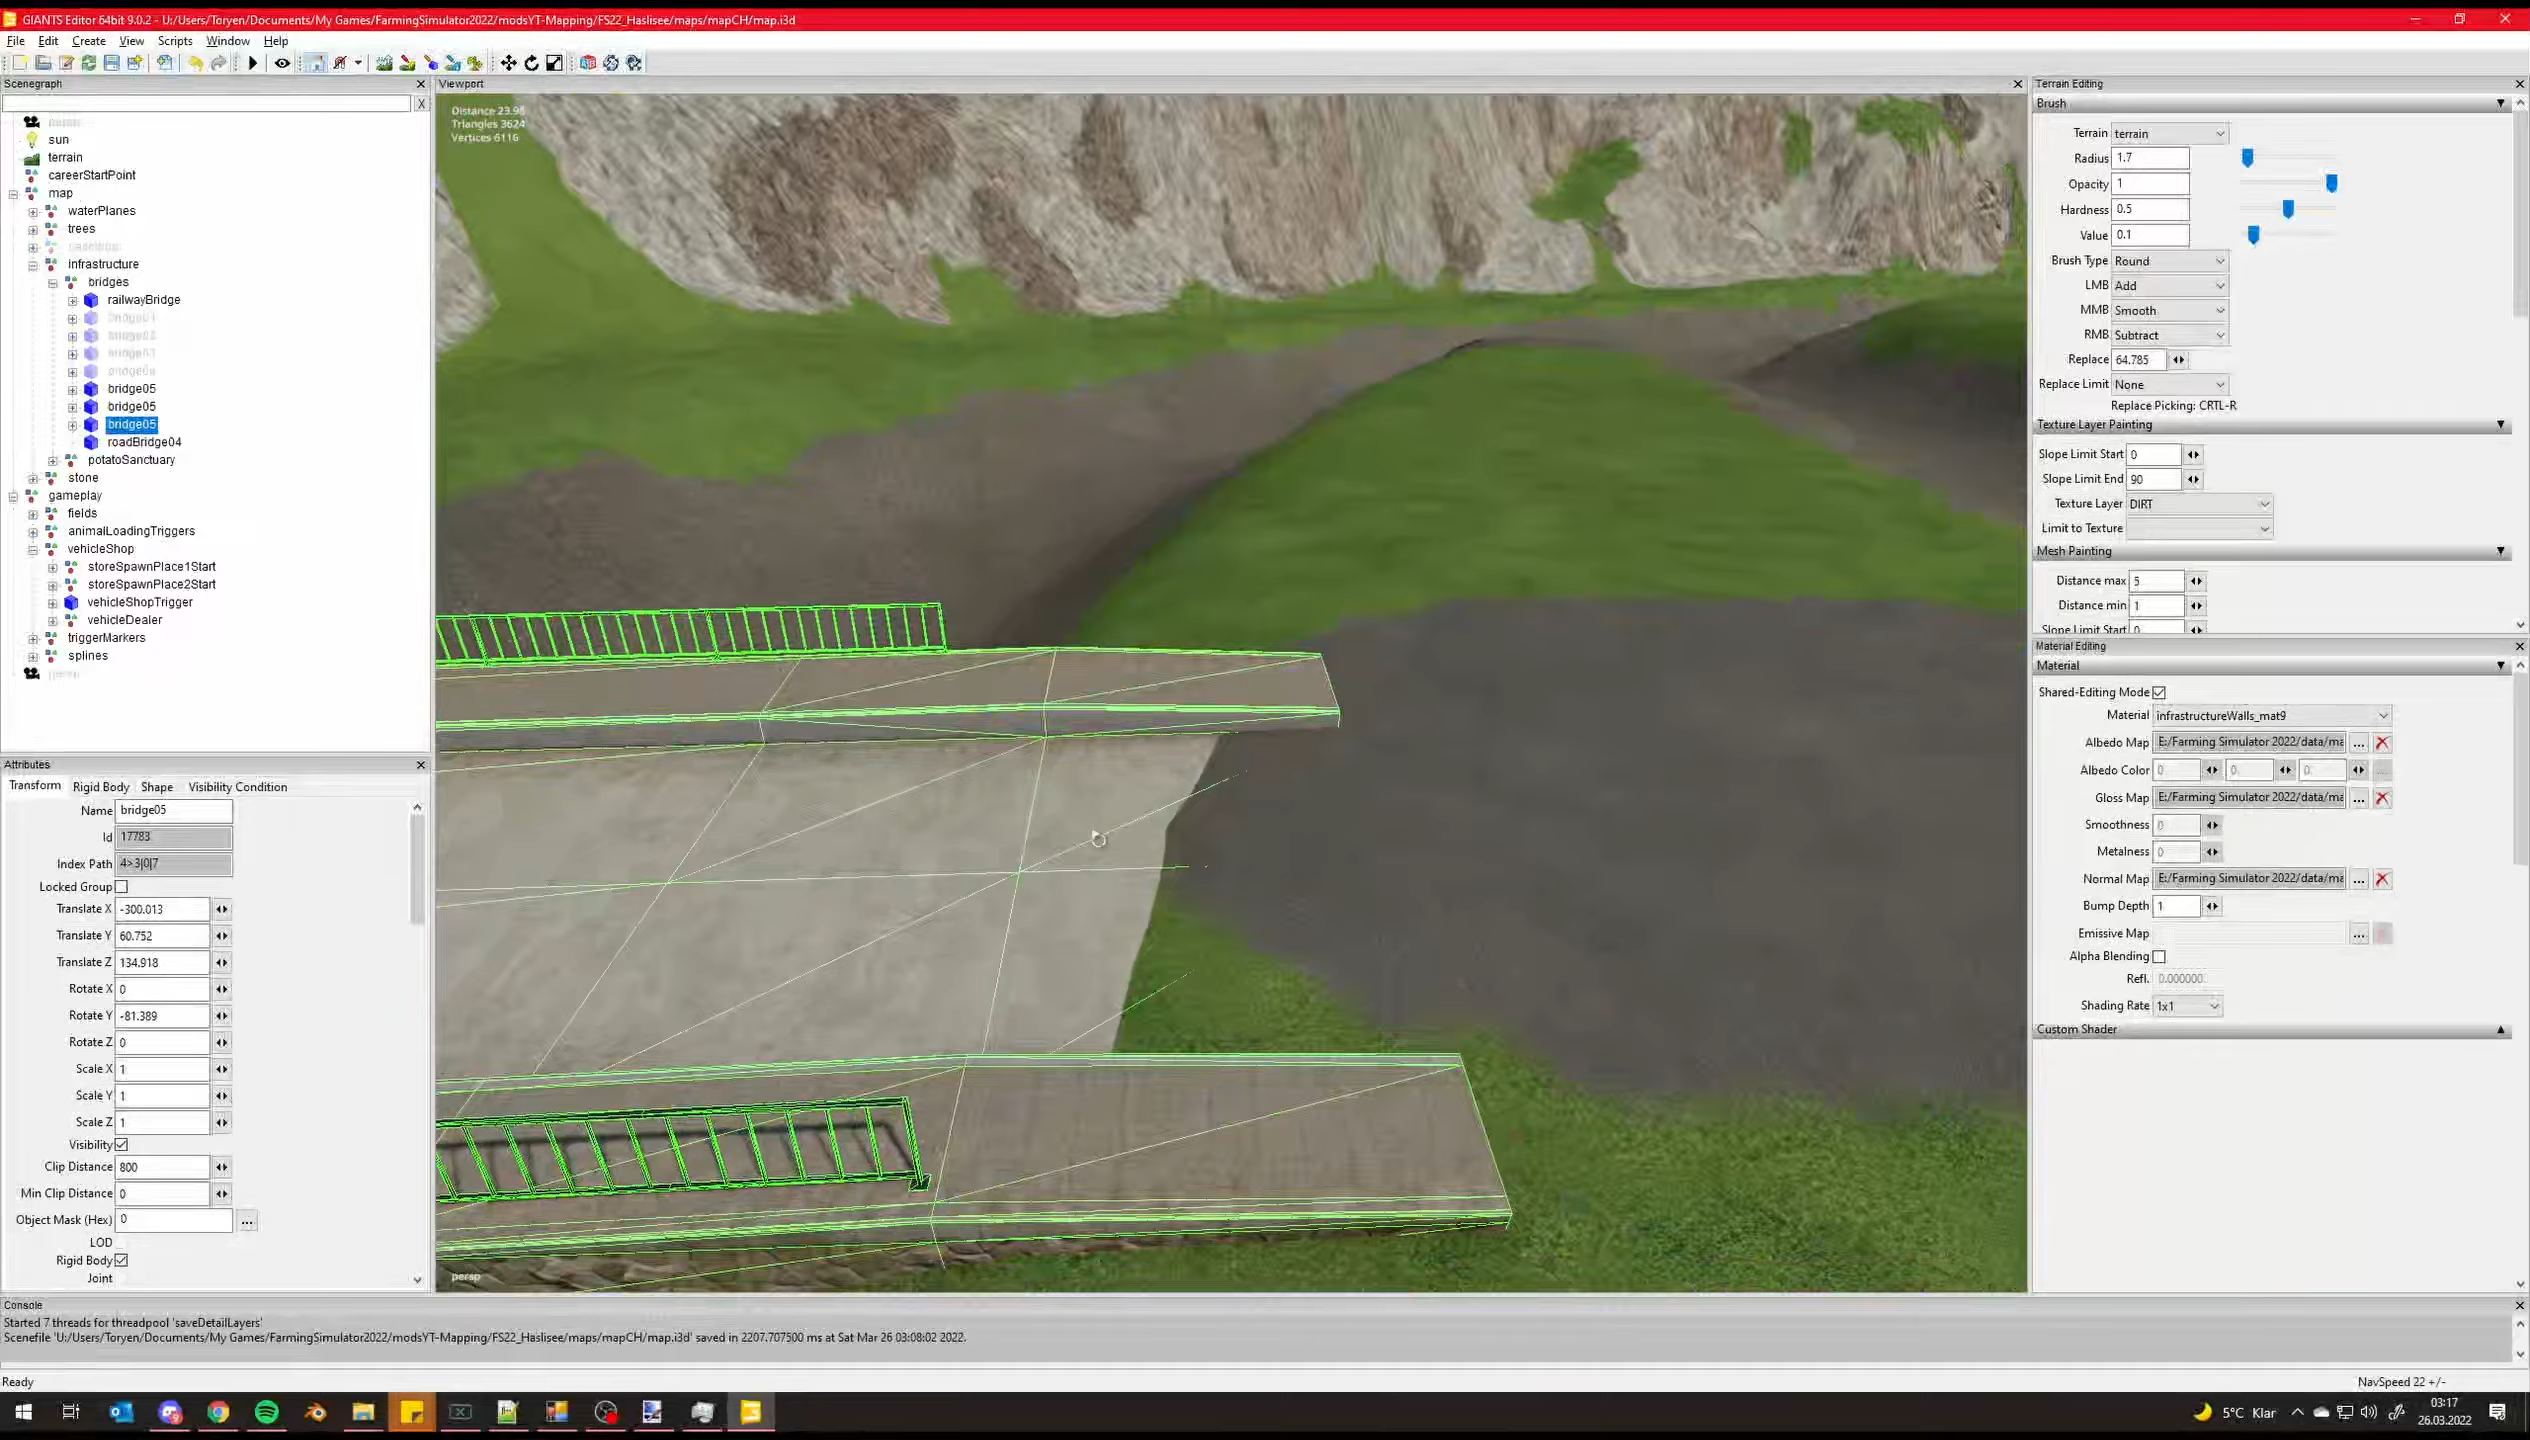 GIANTS Editor 64bit 9.0.2 - U:/Users/Toryen/Documents/My Games/FarmingSimulator2022/modsYT-Mapping/FS22_Haslisee/maps/mapCH/map.i3d
File Edit Create View Scripts Window Help
Scenegraph
X
sun
terrain
careerStartPoint
map
waterPlanes
trees
infrastructure
bridges
railwayBridge
bridge05
bridge05
bridge05
roadBridge04
potatoSanctuary
stone
gameplay
fields
animalLoadingTriggers
vehicleShop
storeSpawnPlace1Start
storeSpawnPlace2Start
vehicleShopTrigger
vehicleDealer
triggerMarkers
splines
Attributes
Transform Rigid Body Shape Visibility Condition
Name bridge05
Id 17783
Index Path 4>3|0|7
Locked Group
Translate X -300.013
Translate Y 60.752
Translate Z 134.918
Rotate X 0
Rotate Y -81.389
Rotate Z 0
Scale X 1
Scale Y 1
Scale Z 1
Visibility
Clip Distance 800
Min Clip Distance 0
Object Mask (Hex) 0 ...
LOD
Rigid Body
Joint
Viewport
Distance 23.98
Triangles 3624
Vertices 6116
persp
Terrain Editing
Brush
Terrain terrain
Radius 1.7
Opacity 1
Hardness 0.5
Value 0.1
Brush Type Round
LMB Add
MMB Smooth
RMB Subtract
Replace 64.785
Replace Limit None
Replace Picking: CRTL-R
Texture Layer Painting
Slope Limit Start 0
Slope Limit End 90
Texture Layer DIRT
Limit to Texture
Mesh Painting
Distance max 5
Distance min 1
Slope Limit Start 0
Material Editing
Material
Shared-Editing Mode
Material infrastructureWalls_mat9
Albedo Map E:/Farming Simulator 2022/data/ma ...
Albedo Color 0 0 0
Gloss Map E:/Farming Simulator 2022/data/ma ...
Smoothness 0
Metalness 0
Normal Map E:/Farming Simulator 2022/data/ma ...
Bump Depth 1
Emissive Map ...
Alpha Blending
Refl. 0.000000
Shading Rate 1x1
Custom Shader
Console
Started 7 threads for threadpool 'saveDetailLayers'
Scenefile 'U:/Users/Toryen/Documents/My Games/FarmingSimulator2022/modsYT-Mapping/FS22_Haslisee/maps/mapCH/map.i3d' saved in 2207.707500 ms at Sat Mar 26 03:08:02 2022.
Ready
NavSpeed 22 +/-
5°C Klar
03:17
26.03.2022